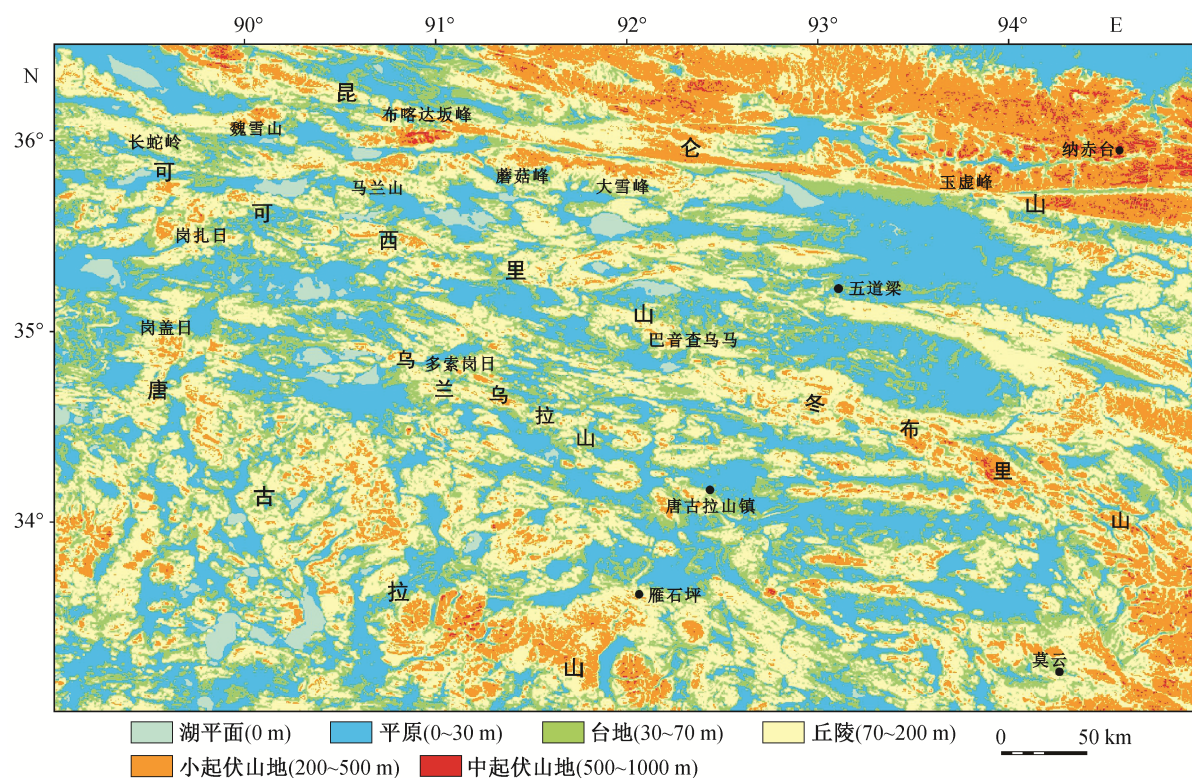 90° 91° 92° 93° 94° E
N
昆
布喀达坂峰
魏雪山
36°
长蛇岭
仑
纳赤台
可
马兰山
蘑菇峰
大雪峰
玉虚峰
可
山
岗扎日
西
里
五道梁
山
35°
岗盖日
巴音查乌马
乌
多索岗日
唐
兰
乌
拉
冬
山
布
里
古
唐古拉山镇
34°
山
拉
雁石坪
山
莫云
湖平面(0 m) 平原(0~30 m) 台地(30~70 m) 丘陵(70~200 m) 0 50 km
小起伏山地(200~500 m) 中起伏山地(500~1000 m)